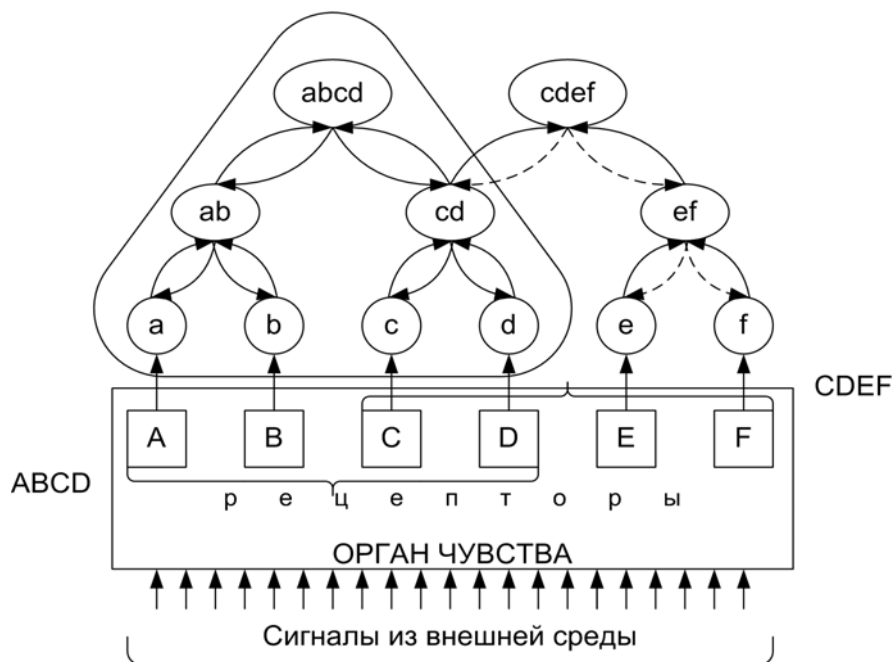 abcd cdef
ab cd ef
a b c d e f
CDEF
A B C D E F
ABCD
р е ц е п т о р ы
ОРГАН ЧУВСТВА
Сигналы из внешней среды